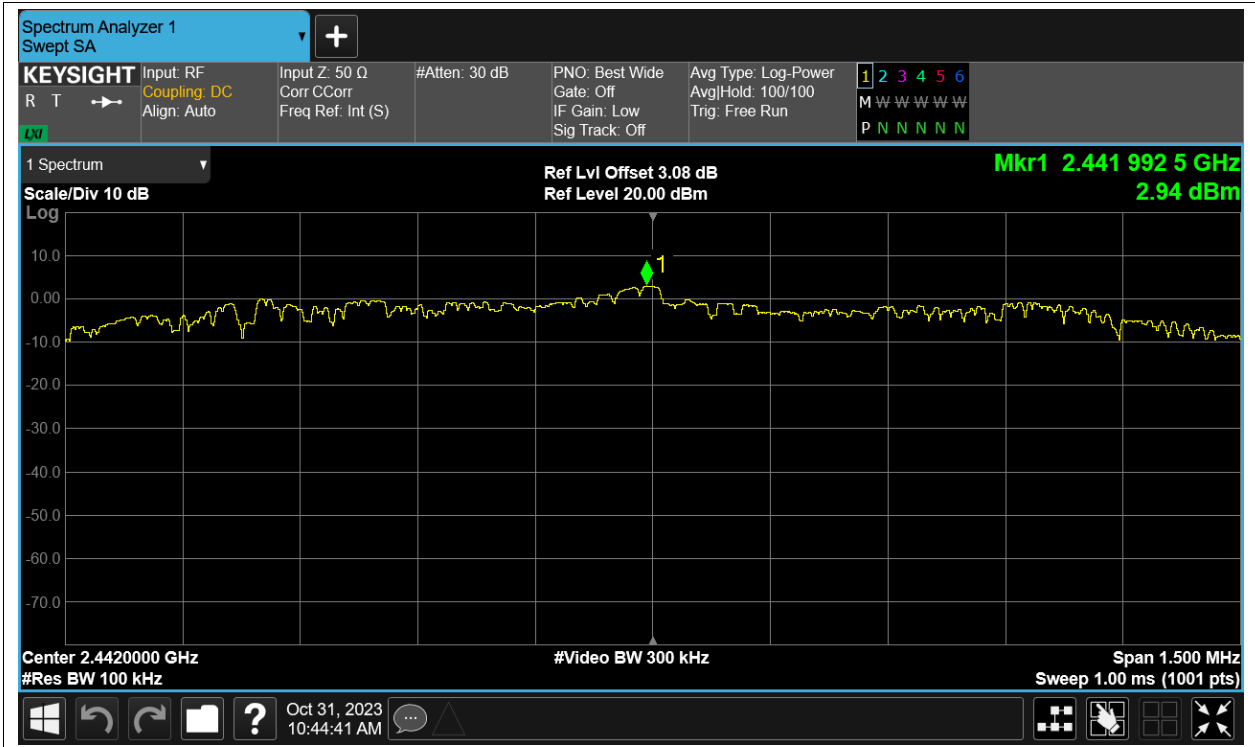 Spectrum Analyzer 1
Swept SA
KEYSIGHT
R T
LXI
Input: RF
Coupling: DC
Align: Auto
Input Z: 50 Ω
Corr CCorr
Freq Ref: Int (S)
#Atten: 30 dB
PNO: Best Wide
Gate: Off
IF Gain: Low
Sig Track: Off
Avg Type: Log-Power
Avg|Hold: 100/100
Trig: Free Run
1 2 3 4 5 6
M W W W W W
P N N N N N
1 Spectrum
Scale/Div 10 dB
Log
Ref Lvl Offset 3.08 dB
Ref Level 20.00 dBm
Mkr1 2.441 992 5 GHz
2.94 dBm
1
10.0
0.00
-10.0
-20.0
-30.0
-40.0
-50.0
-60.0
-70.0
Center 2.4420000 GHz
#Video BW 300 kHz
Span 1.500 MHz
#Res BW 100 kHz
Sweep 1.00 ms (1001 pts)
?
Oct 31, 2023
10:44:41 AM